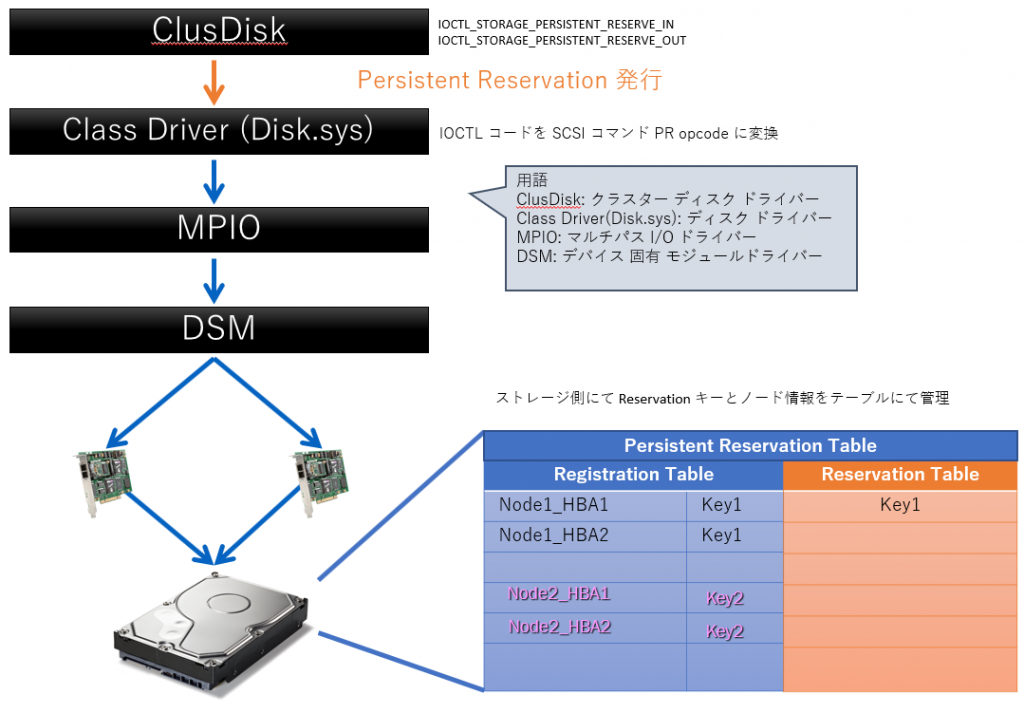 ClusDisk
IOCTL_STORAGE_PERSISTENT_RESERVE_IN
IOCTL_STORAGE_PERSISTENT_RESERVE_OUT
Persistent Reservation 発行
Class Driver (Disk.sys)
IOCTL コードを SCSI コマンド PR opcode に変換
用語
ClusDisk: クラスター ディスク ドライバー
Class Driver(Disk.sys): ディスク ドライバー
MPIO: マルチパス I/O ドライバー
DSM: デバイス 固有 モジュールドライバー
MPIO
DSM
ストレージ側にて Reservation キーとノード情報をテーブルにて管理
Persistent Reservation Table
Registration Table Reservation Table
Node1_HBA1 Key1 Key1
Node1_HBA2 Key1
Node2_HBA1 Key2
Node2_HBA2 Key2